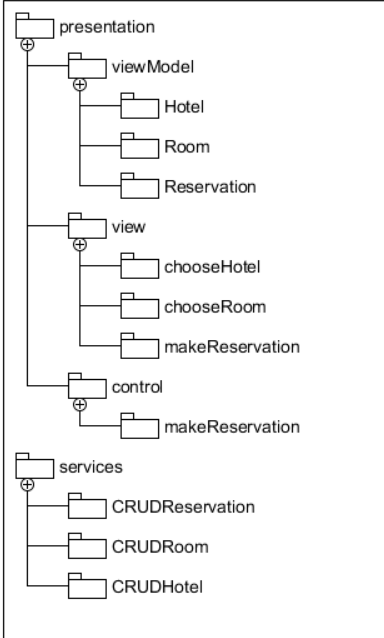 presentation
viewModel
Hotel
Room
Reservation
view
chooseHotel
chooseRoom
makeReservation
control
makeReservation
services
CRUDReservation
CRUDRoom
CRUDHotel